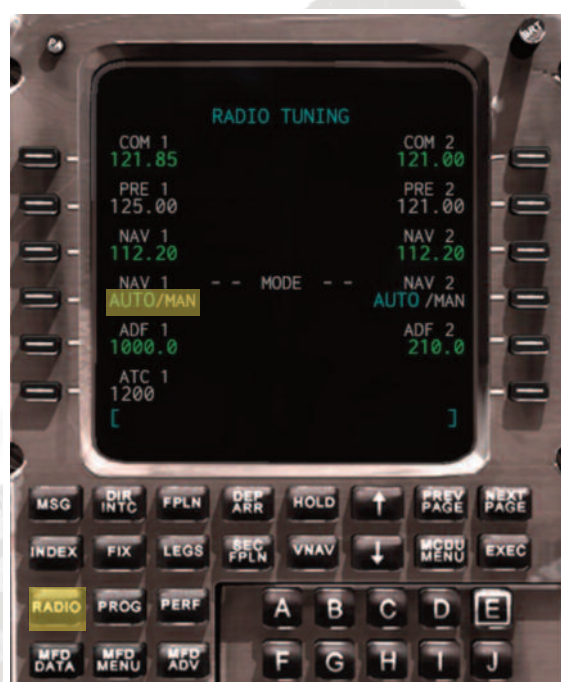 BRT
RADIO TUNING
COM 1 COM 2
121.85 121.00
PRE 1 PRE 2
125.00 121.00
NAV 1 NAV 2
112.20 112.20
NAV 1 - - MODE - - NAV 2
AUTO/MAN AUTO /MAN
ADF 1 ADF 2
1000.0 210.0
ATC 1
1200
[ ]
MSG DIR INTC FPLN DEP ARR HOLD ↑ PREV PAGE NEXT PAGE
INDEX FIX LEGS SEC FPLN VNAV ↓ MCDU MENU EXEC
RADIO PROG PERF A B C D E
MFD DATA MFD MENU MFD ADV F G H I J